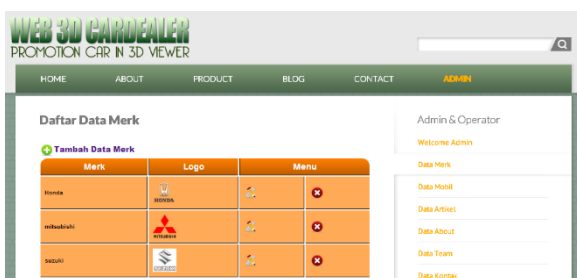 WEB 3D CARDEALER
PROMOTION CAR IN 3D VIEWER
HOME ABOUT PRODUCT BLOG CONTACT ADMIN
Daftar Data Merk
Tambah Data Merk
Merk Logo Menu
Honda HONDA
mitsubishi MITSUBISHI
suzuki SUZUKI
Admin & Operator
Welcome Admin
Data Merk
Data Mobil
Data Artikel
Data About
Data Team
Data Kontak